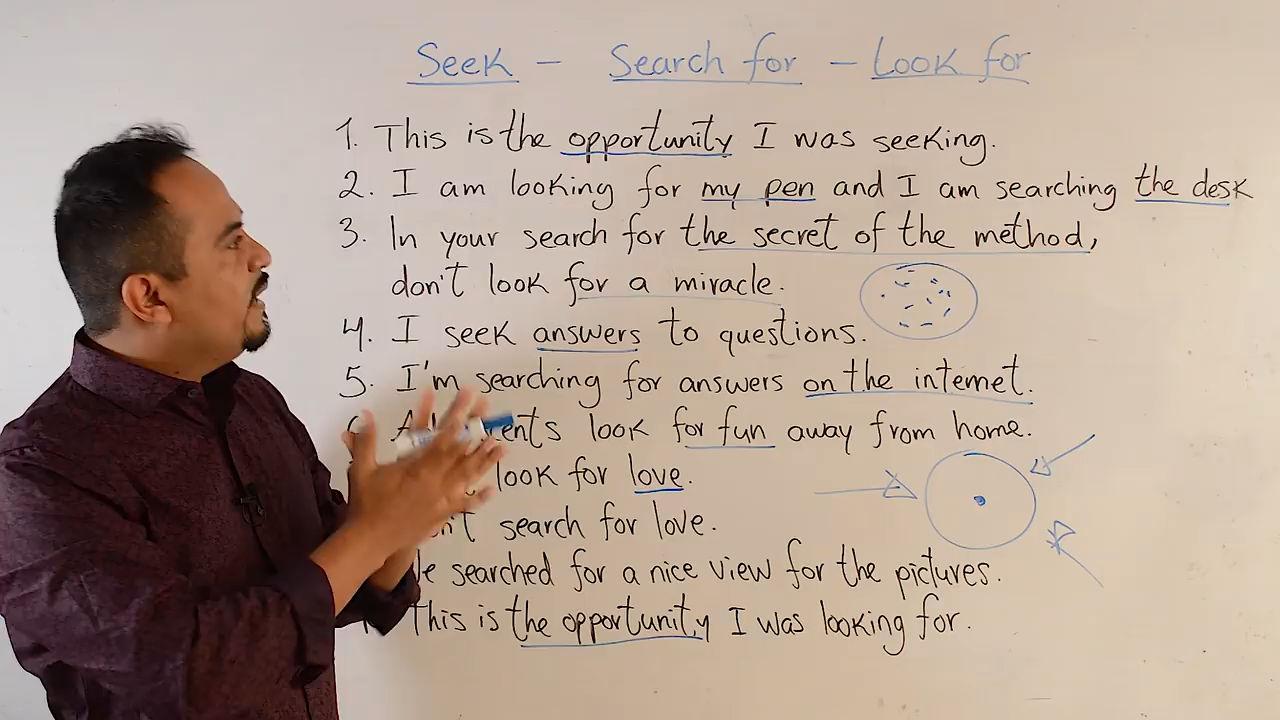 Seek - Search for - Look for
1. This is the opportunity I was seeking.
2. I am looking for my pen and I am searching the desk
3. In your search for the secret of the method,
don't look for a miracle.
4. I seek answers to questions.
5. I'm searching for answers on the internet.
look for fun away from home.
look for love.
search for love.
searched for a nice view for the pictures.
This is the opportunity I was looking for.